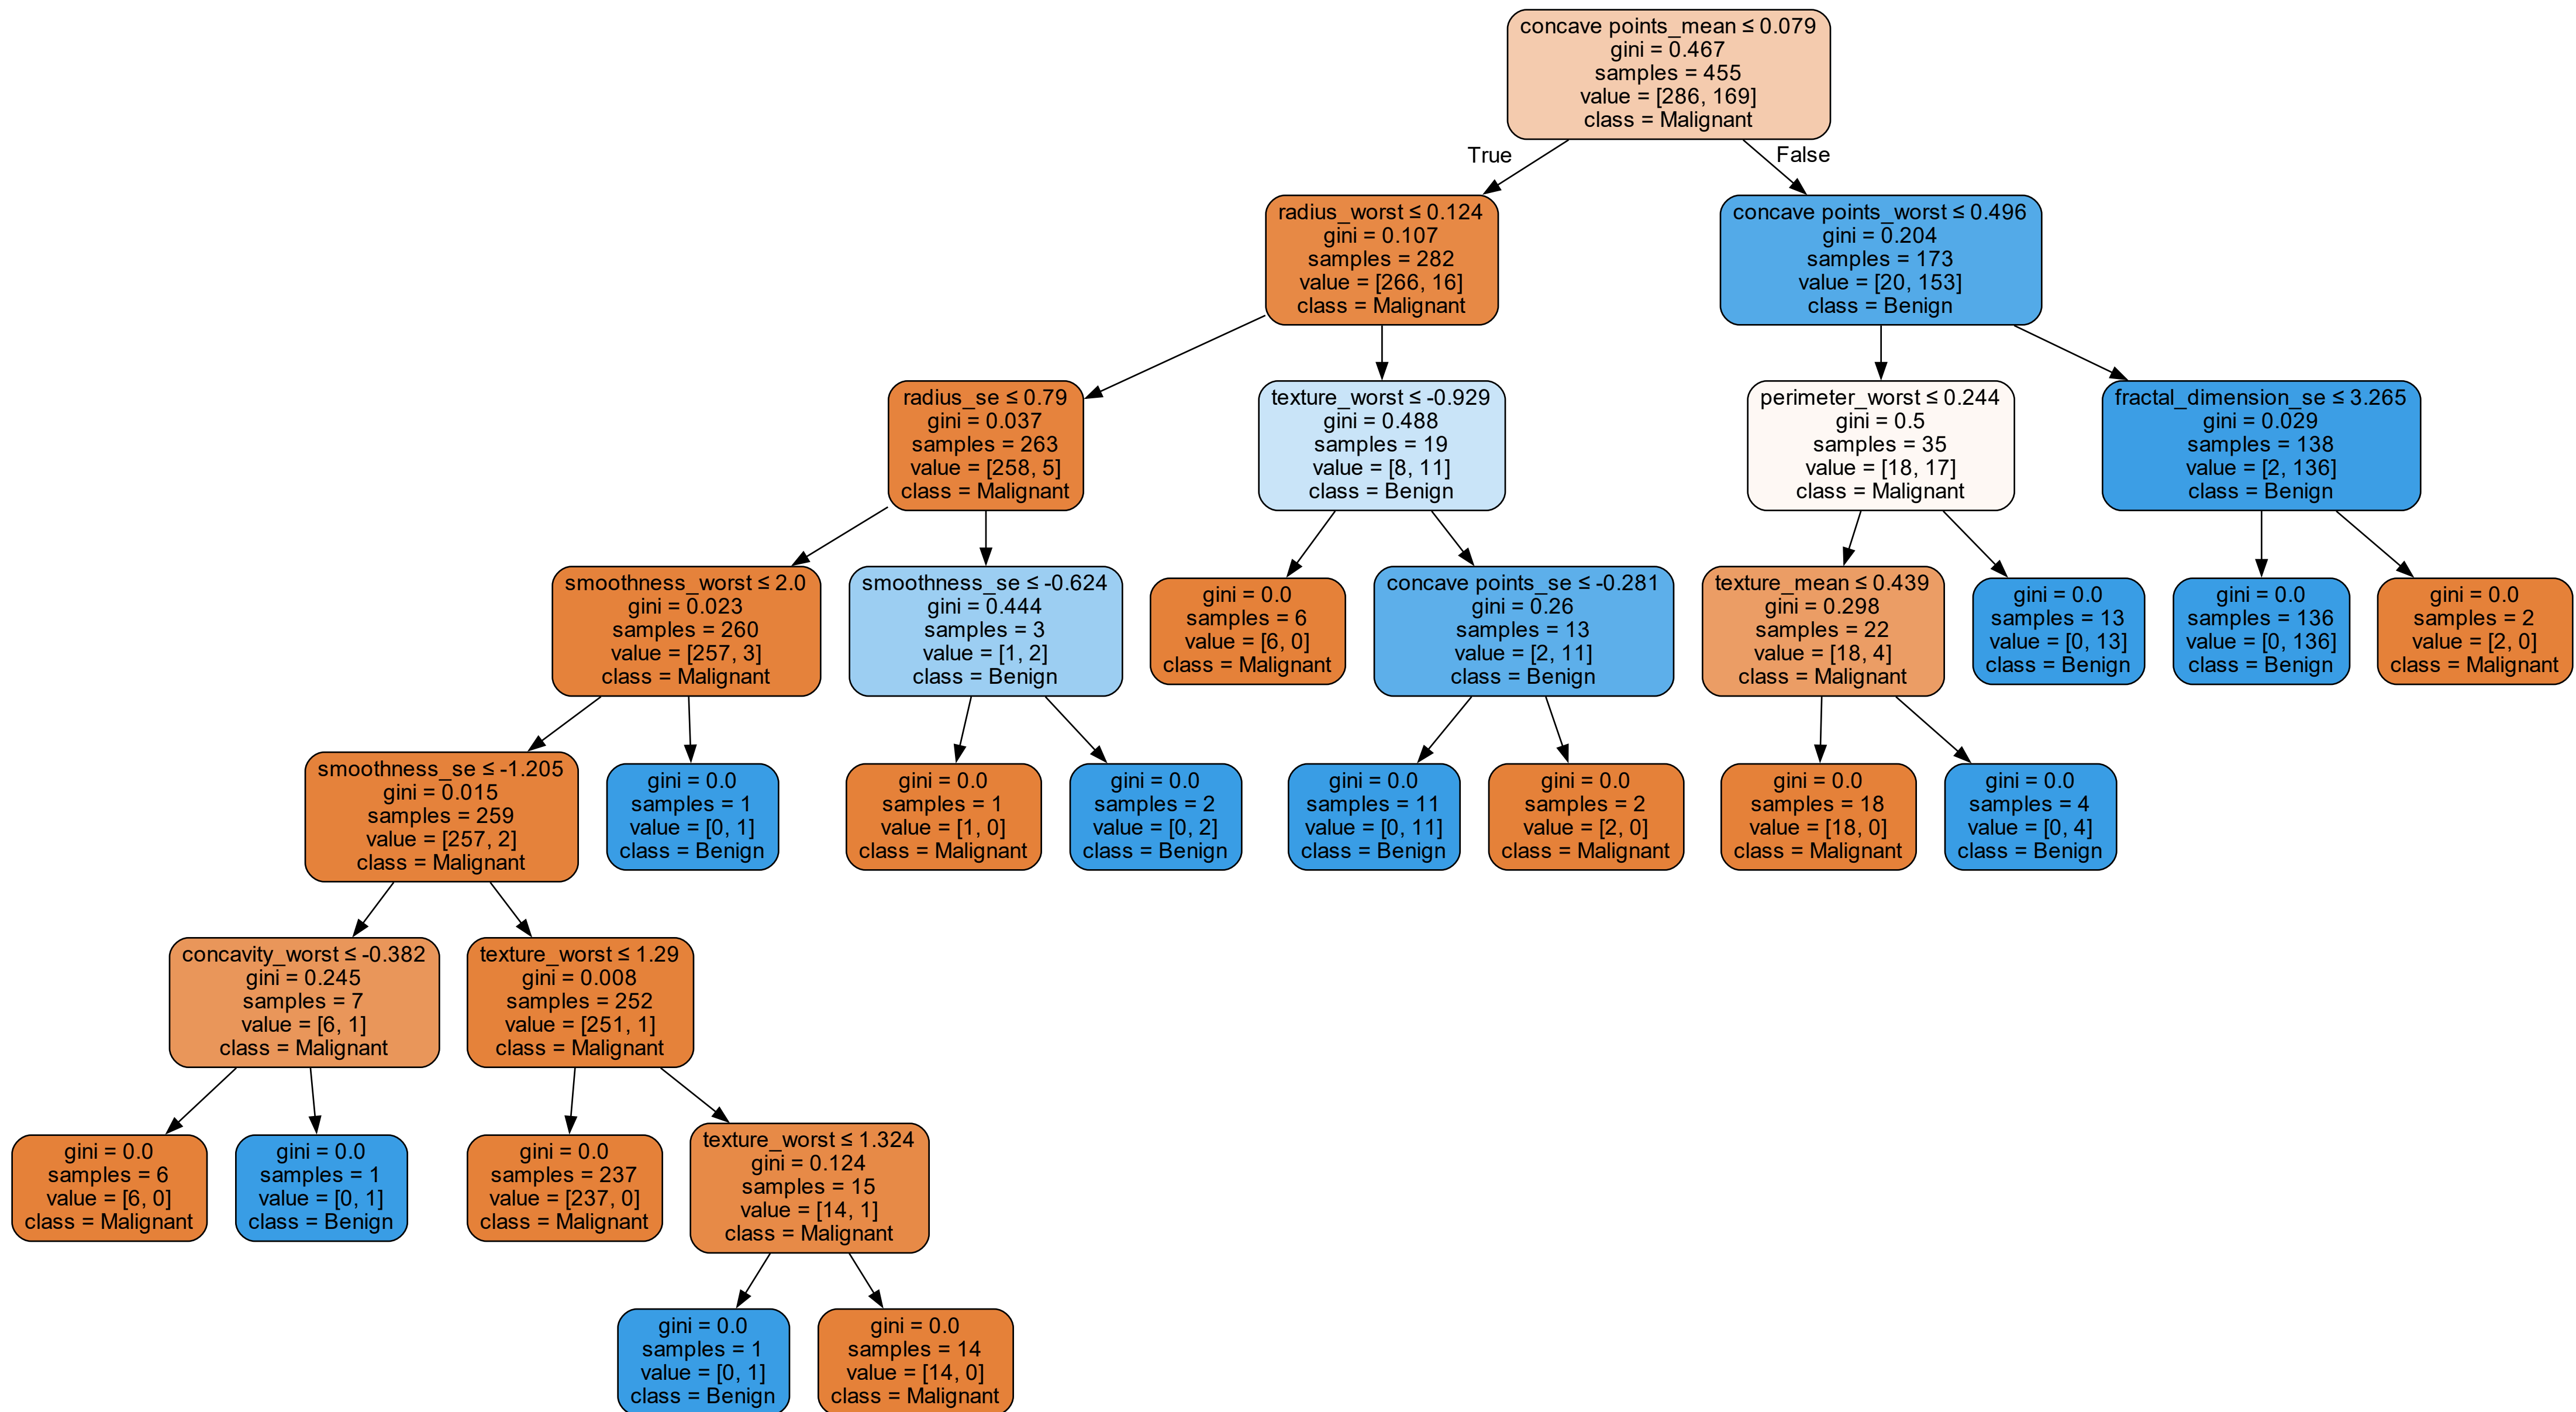 concave points_mean ≤ 0.079
gini = 0.467
samples = 455
value = [286, 169]
class = Malignant
True
False
radius_worst ≤ 0.124
gini = 0.107
samples = 282
value = [266, 16]
class = Malignant
concave points_worst ≤ 0.496
gini = 0.204
samples = 173
value = [20, 153]
class = Benign
radius_se ≤ 0.79
gini = 0.037
samples = 263
value = [258, 5]
class = Malignant
texture_worst ≤ -0.929
gini = 0.488
samples = 19
value = [8, 11]
class = Benign
perimeter_worst ≤ 0.244
gini = 0.5
samples = 35
value = [18, 17]
class = Malignant
fractal_dimension_se ≤ 3.265
gini = 0.029
samples = 138
value = [2, 136]
class = Benign
smoothness_worst ≤ 2.0
gini = 0.023
samples = 260
value = [257, 3]
class = Malignant
smoothness_se ≤ -0.624
gini = 0.444
samples = 3
value = [1, 2]
class = Benign
gini = 0.0
samples = 6
value = [6, 0]
class = Malignant
concave points_se ≤ -0.281
gini = 0.26
samples = 13
value = [2, 11]
class = Benign
texture_mean ≤ 0.439
gini = 0.298
samples = 22
value = [18, 4]
class = Malignant
gini = 0.0
samples = 13
value = [0, 13]
class = Benign
gini = 0.0
samples = 136
value = [0, 136]
class = Benign
gini = 0.0
samples = 2
value = [2, 0]
class = Malignant
smoothness_se ≤ -1.205
gini = 0.015
samples = 259
value = [257, 2]
class = Malignant
gini = 0.0
samples = 1
value = [0, 1]
class = Benign
gini = 0.0
samples = 1
value = [1, 0]
class = Malignant
gini = 0.0
samples = 2
value = [0, 2]
class = Benign
gini = 0.0
samples = 11
value = [0, 11]
class = Benign
gini = 0.0
samples = 2
value = [2, 0]
class = Malignant
gini = 0.0
samples = 18
value = [18, 0]
class = Malignant
gini = 0.0
samples = 4
value = [0, 4]
class = Benign
concavity_worst ≤ -0.382
gini = 0.245
samples = 7
value = [6, 1]
class = Malignant
texture_worst ≤ 1.29
gini = 0.008
samples = 252
value = [251, 1]
class = Malignant
gini = 0.0
samples = 6
value = [6, 0]
class = Malignant
gini = 0.0
samples = 1
value = [0, 1]
class = Benign
gini = 0.0
samples = 237
value = [237, 0]
class = Malignant
texture_worst ≤ 1.324
gini = 0.124
samples = 15
value = [14, 1]
class = Malignant
gini = 0.0
samples = 1
value = [0, 1]
class = Benign
gini = 0.0
samples = 14
value = [14, 0]
class = Malignant